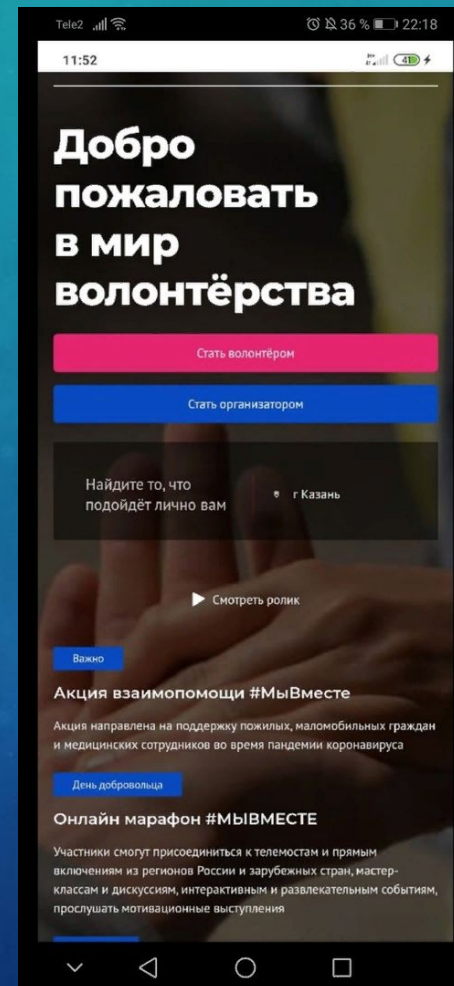 Tele2 36 % 22:18
11:52 41
Добро
пожаловать
в мир
волонтёрства
Стать волонтёром
Стать организатором
Найдите то, что
подойдёт лично вам
г Казань
Смотреть ролик
Важно
Акция взаимопомощи #МыВместе
Акция направлена на поддержку пожилых, маломобильных граждан
и медицинских сотрудников во время пандемии коронавируса
День добровольца
Онлайн марафон #МЫВМЕСТЕ
Участники смогут присоединиться к телемостам и прямым
включениям из регионов России и зарубежных стран, мастер-
классам и дискуссиям, интерактивным и развлекательным событиям,
прослушать мотивационные выступления